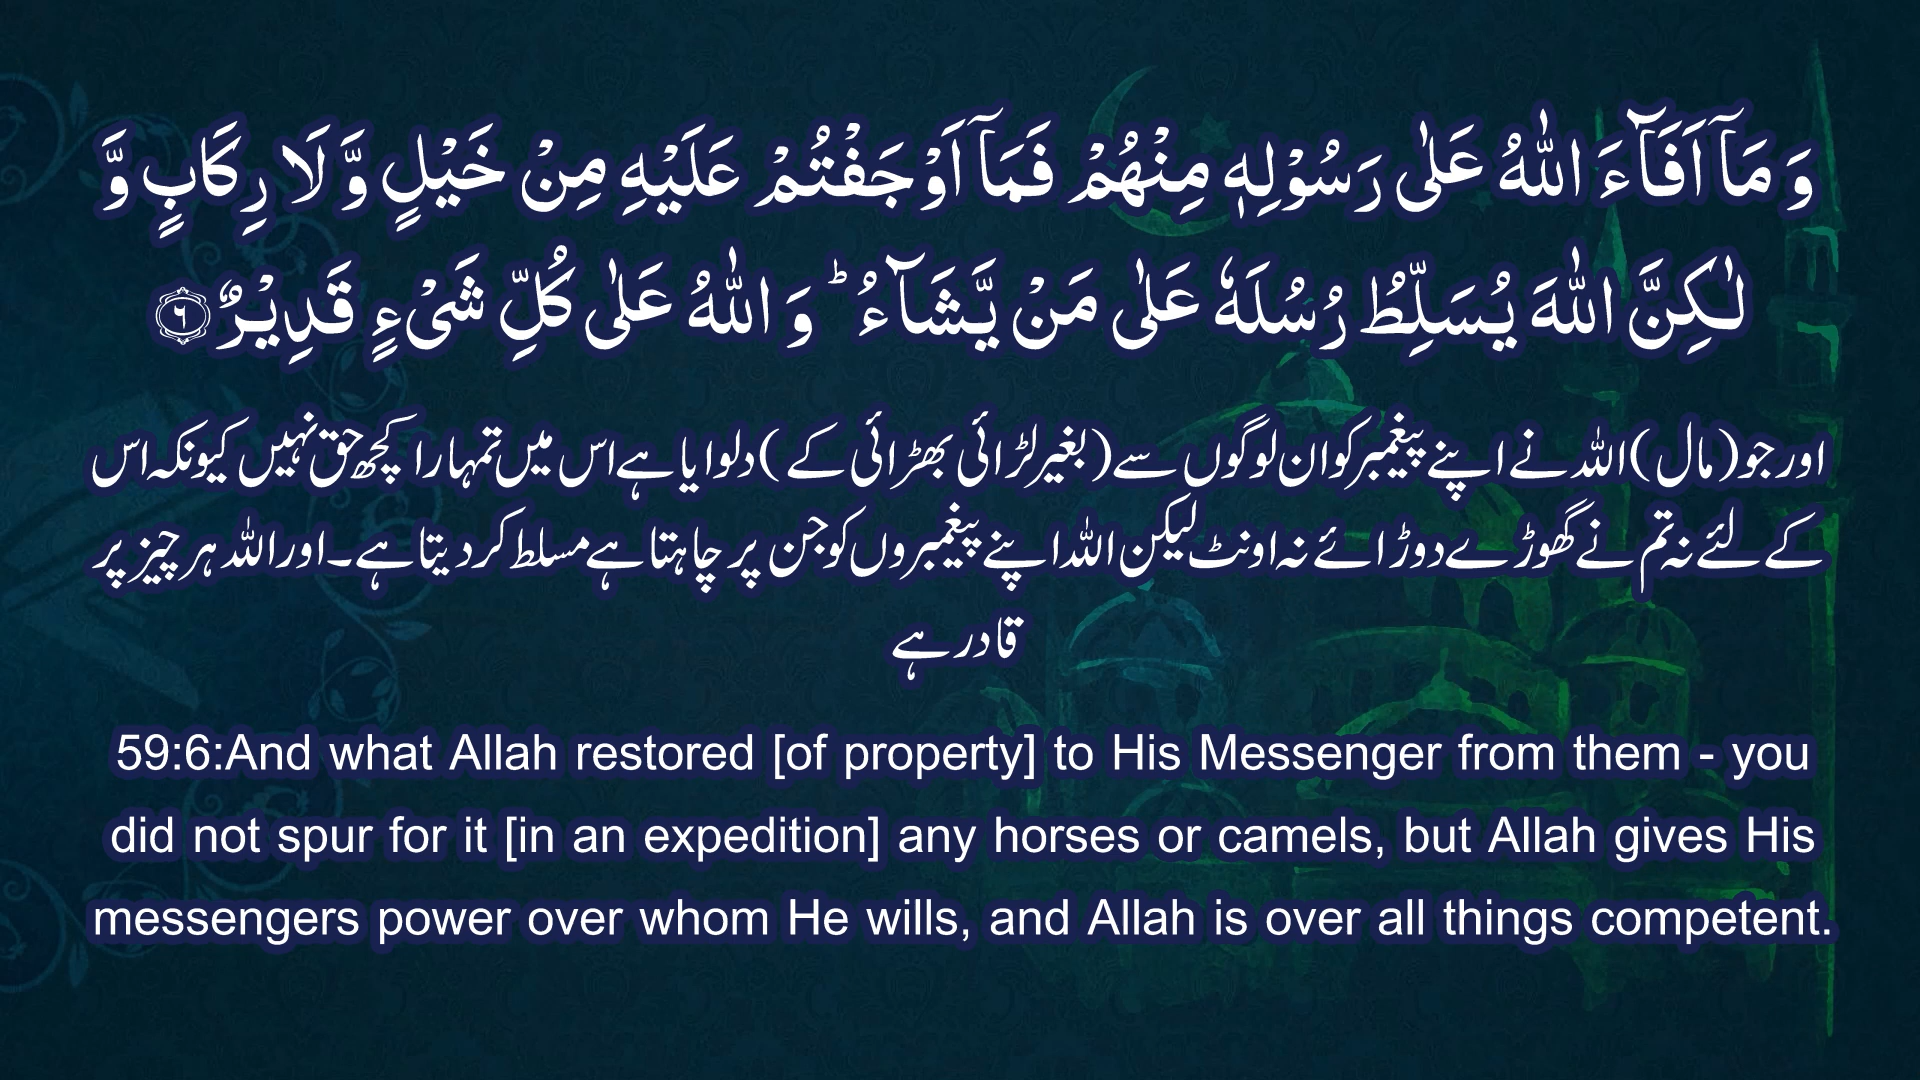 وَ مَاۤ اَفَآءَ اللّٰهُ عَلٰى رَسُوْلِهٖ مِنْهُمْ فَمَاۤ اَوْجَفْتُمْ عَلَیْهِ مِنْ خَیْلٍ وَّ لَا رِكَابٍ وَّ
لٰـكِنَّ اللّٰهَ یُسَلِّطُ رُسُلَهٗ عَلٰى مَنْ یَّشَآءُ ؕ وَ اللّٰهُ عَلٰى كُلِّ شَیْءٍ قَدِیْرٌ ﴿۶﴾
اور جو (مال) اللہ نے اپنے پیغمبر کو ان لوگوں سے (بغیر لڑائی بھڑائی کے) دلوایا ہے اس میں تمہارا کچھ حق نہیں کیونکہ اس
کے لئے نہ تم نے گھوڑے دوڑائے نہ اونٹ لیکن اللہ اپنے پیغمبروں کو جن پر چاہتا ہے مسلط کردیتا ہے۔ اور اللہ ہر چیز پر
قادر ہے
59:6:And what Allah restored [of property] to His Messenger from them - you
did not spur for it [in an expedition] any horses or camels, but Allah gives His
messengers power over whom He wills, and Allah is over all things competent.